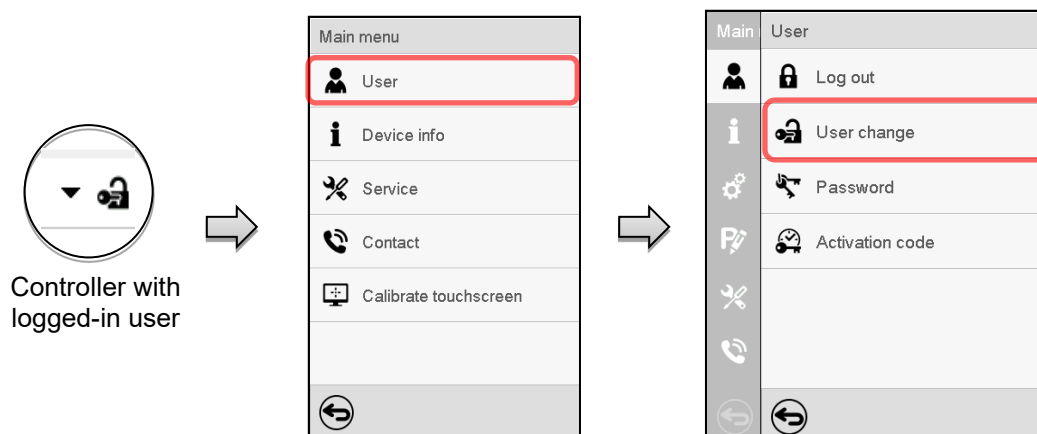 Controller with
logged-in user
Main menu
User
Device info
Service
Contact
Calibrate touchscreen
Main
User
Log out
User change
Password
Activation code